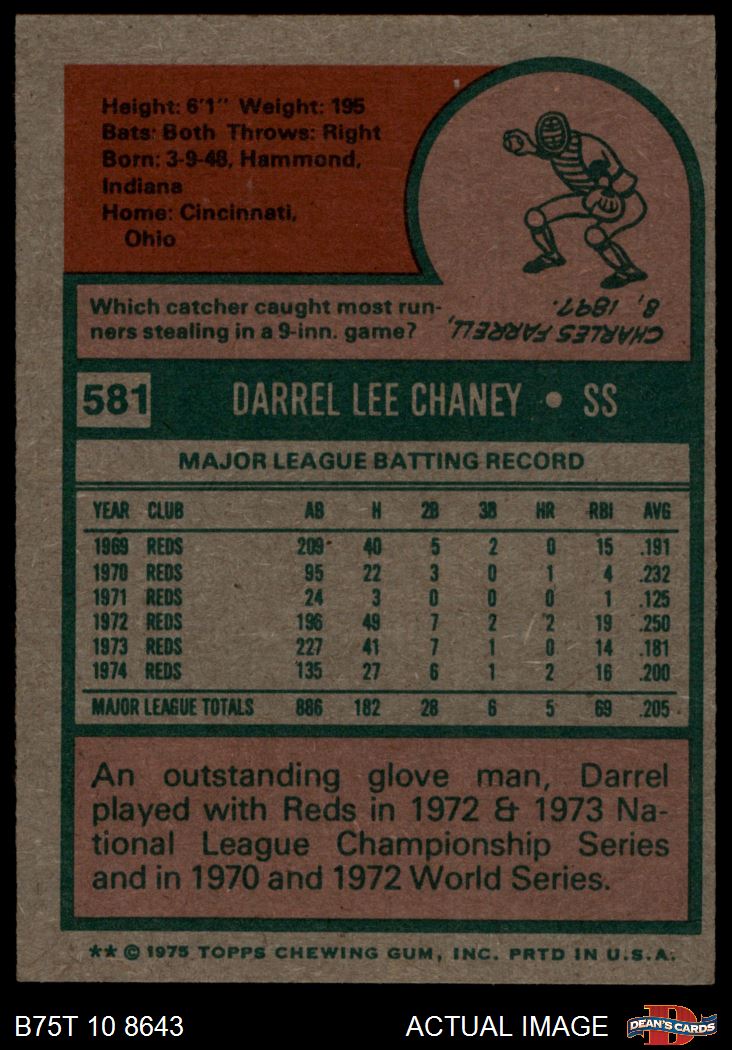 Height: 6'1" Weight: 195
Bats: Both Throws: Right
Born: 3-9-48, Hammond,
Indiana
Home: Cincinnati,
Ohio
Which catcher caught most run-
ners stealing in a 9-inn. game?
CHARLES FARRELL,
8, 1897.
581 DARREL LEE CHANEY • SS
MAJOR LEAGUE BATTING RECORD
YEAR CLUB AB H 2B 3B HR RBI AVG
1969 REDS 209 40 5 2 0 15 .191
1970 REDS 95 22 3 0 1 4 .232
1971 REDS 24 3 0 0 0 1 .125
1972 REDS 196 49 7 2 2 19 .250
1973 REDS 227 41 7 1 0 14 .181
1974 REDS 135 27 6 1 2 16 .200
MAJOR LEAGUE TOTALS 886 182 28 6 5 69 .205
An outstanding glove man, Darrel
played with Reds in 1972 & 1973 Na-
tional League Championship Series
and in 1970 and 1972 World Series.
** © 1975 TOPPS CHEWING GUM, INC. PRTD IN U.S.A.
B75T 10 8643 ACTUAL IMAGE D DEAN'S CARDS